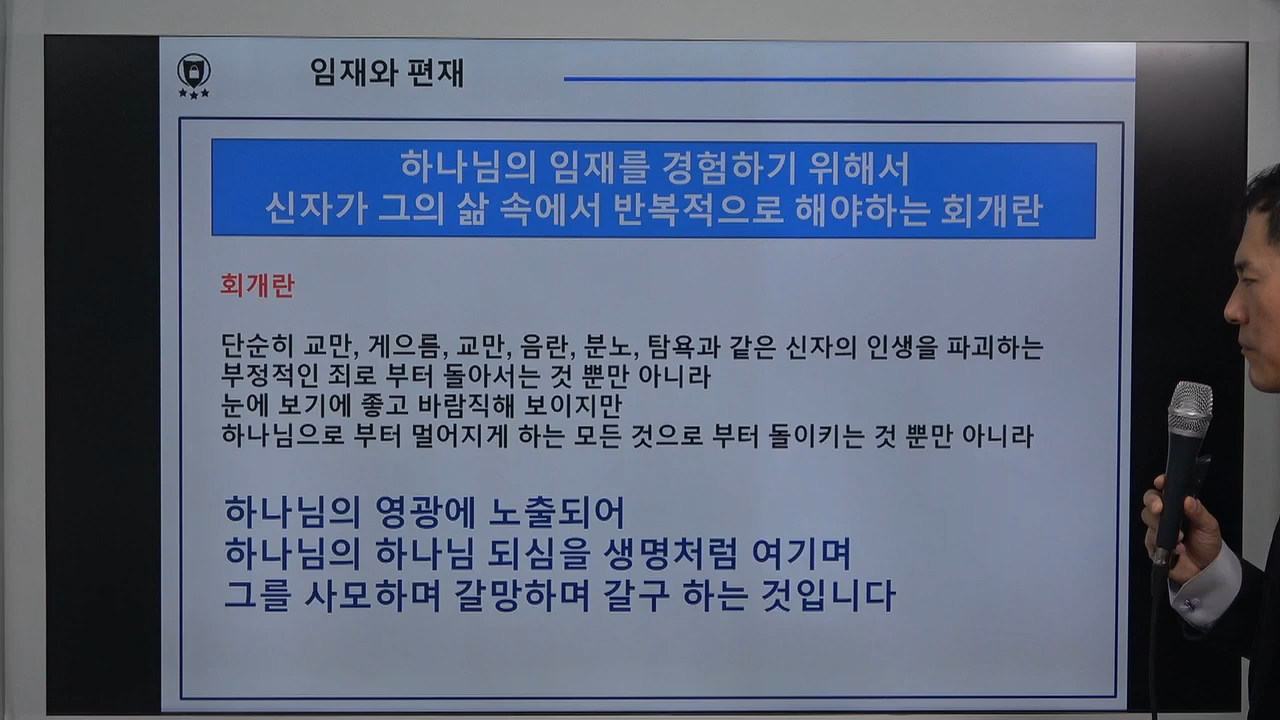 임재와 편재
하나님의 임재를 경험하기 위해서
신자가 그의 삶 속에서 반복적으로 해야하는 회개란
회개란
단순히 교만, 게으름, 교만, 음란, 분노, 탐욕과 같은 신자의 인생을 파괴하는
부정적인 죄로 부터 돌아서는 것 뿐만 아니라
눈에 보기에 좋고 바람직해 보이지만
하나님으로 부터 멀어지게 하는 모든 것으로 부터 돌이키는 것 뿐만 아니라
하나님의 영광에 노출되어
하나님의 하나님 되심을 생명처럼 여기며
그를 사모하며 갈망하며 갈구 하는 것입니다